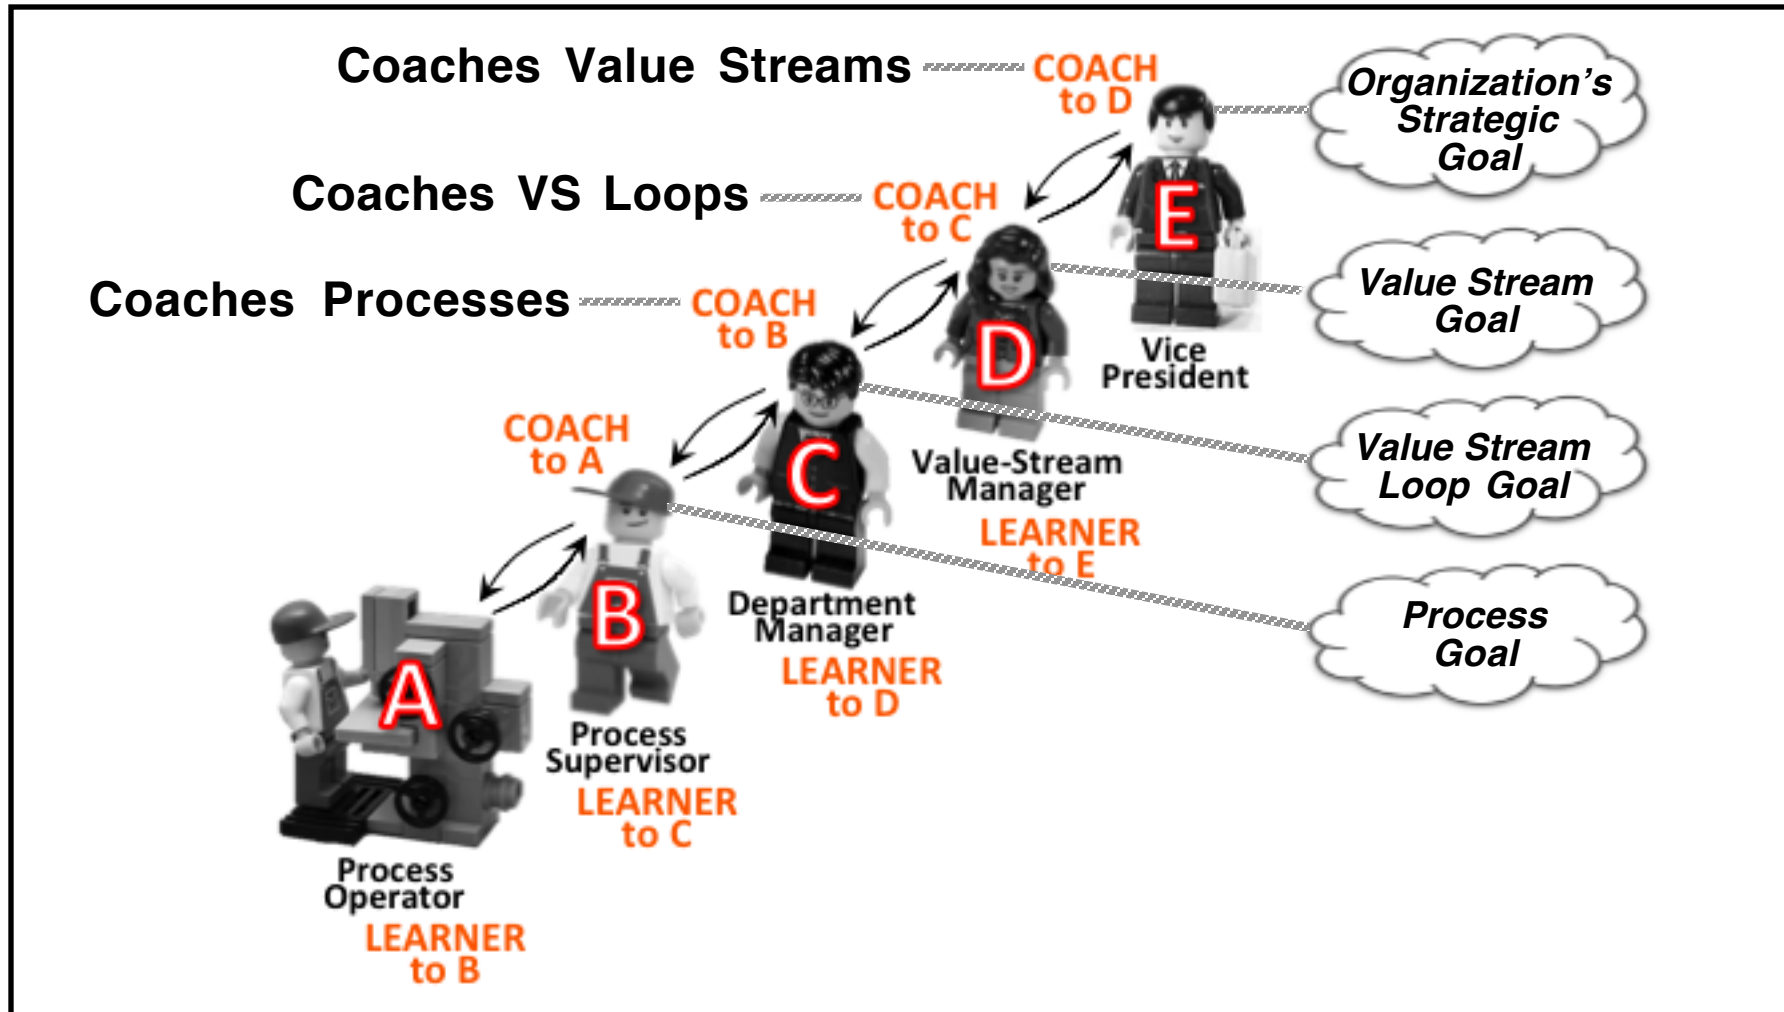 Coaches Value Streams
COACH
to D
Organization's
Strategic
Goal
E
Vice
President
Coaches VS Loops
COACH
to C
Value Stream
Goal
D
Value-Stream
Manager
LEARNER
to E
Coaches Processes
COACH
to B
Value Stream
Loop Goal
C
Department
Manager
LEARNER
to D
COACH
to A
Process
Goal
B
Process
Supervisor
LEARNER
to C
A
Process
Operator
LEARNER
to B